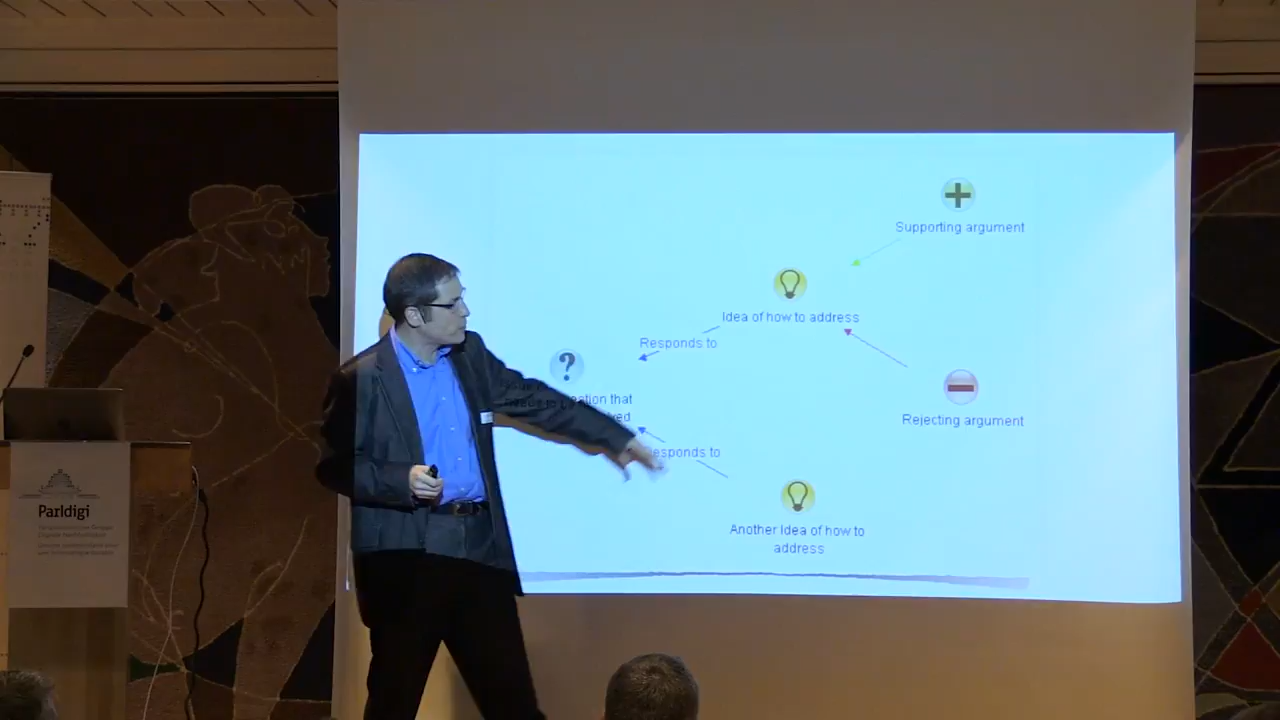 Supporting argument
Idea of how to address
Responds to
that
Rejecting argument
Responds to
Another Idea of how to
address
Parldigi